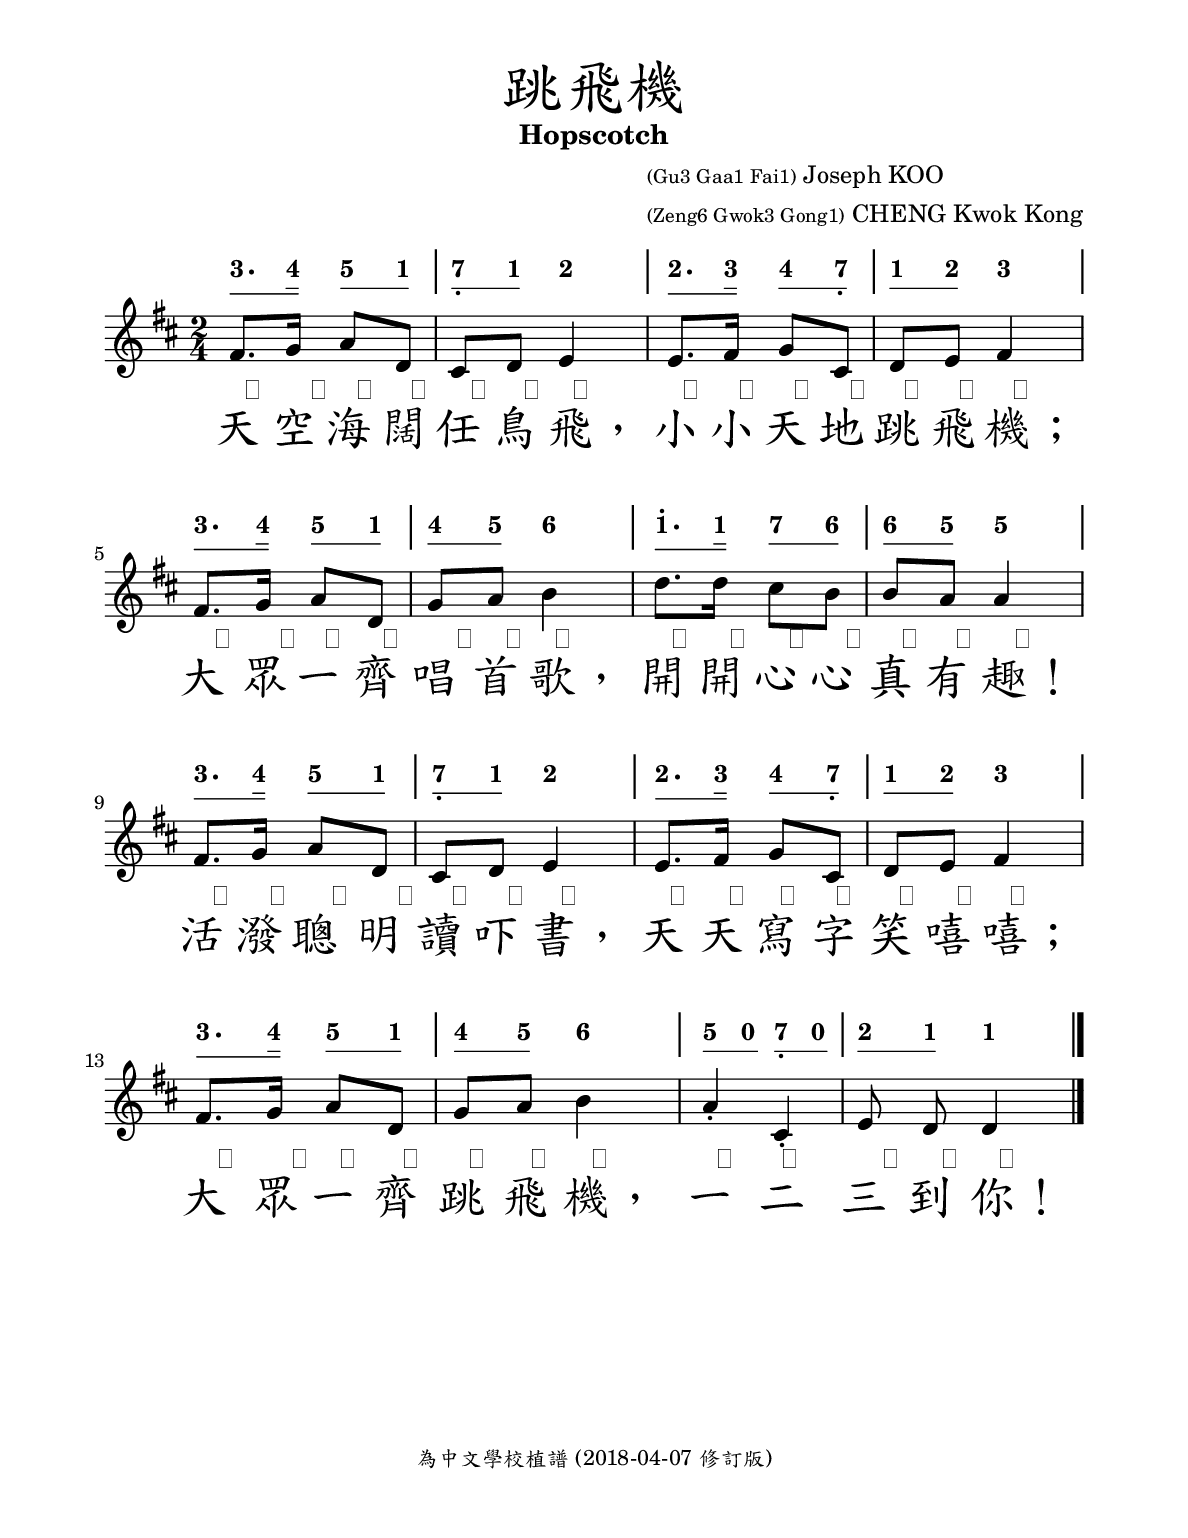 跳飛機
Hopscotch
(Gu3 Gaa1 Fai1) Joseph KOO
(Zeng6 Gwok3 Gong1) CHENG Kwok Kong
3. 4 5 1 7 1 2 2. 3 4 7 1 2 3
2
4
天 空 海 闊 任 鳥 飛 ， 小 小 天 地 跳 飛 機 ；
3. 4 5 1 4 5 6 1. 1 7 6 6 5 5
5
大 眾 一 齊 唱 首 歌 ， 開 開 心 心 真 有 趣 ！
3. 4 5 1 7 1 2 2. 3 4 7 1 2 3
9
活 潑 聰 明 讀 吓 書 ， 天 天 寫 字 笑 嘻 嘻 ；
3. 4 5 1 4 5 6 5 0 7 0 2 1 1
13
大 眾 一 齊 跳 飛 機 ， 一 二 三 到 你 ！
為中文學校植譜 (2018-04-07 修訂版)